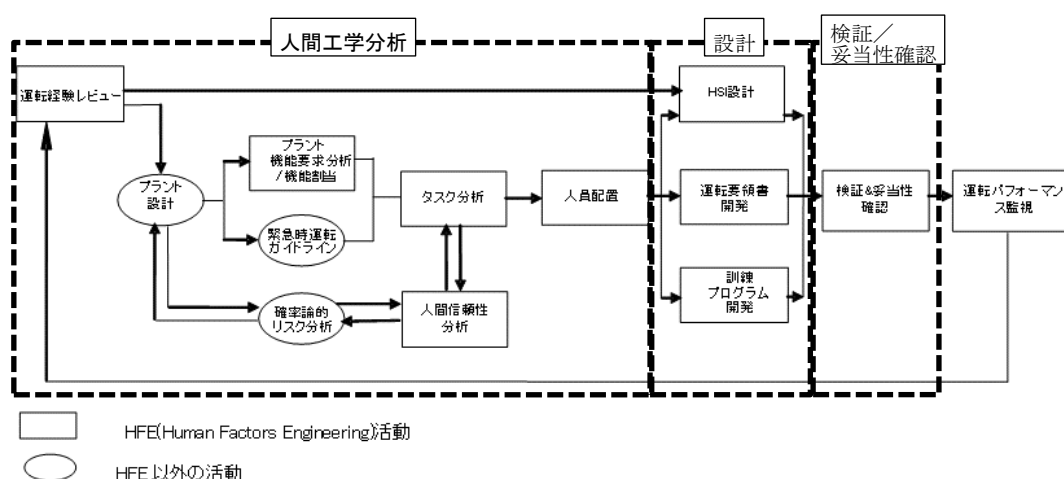 人間工学分析
設計
検証／
妥当性確認
運転経験レビュー
HSI設計
プラント
機能要求分析
/機能割当
プラント
設計
タスク分析
人員配置
運転要領書
開発
検証&妥当性
確認
運転パフォーマン
ス監視
緊急時運転
ガイドライン
確率論的
リスク分析
人間信頼性
分析
訓練
プログラム
開発
HFE(Human Factors Engineering)活動
HFE 以外の活動